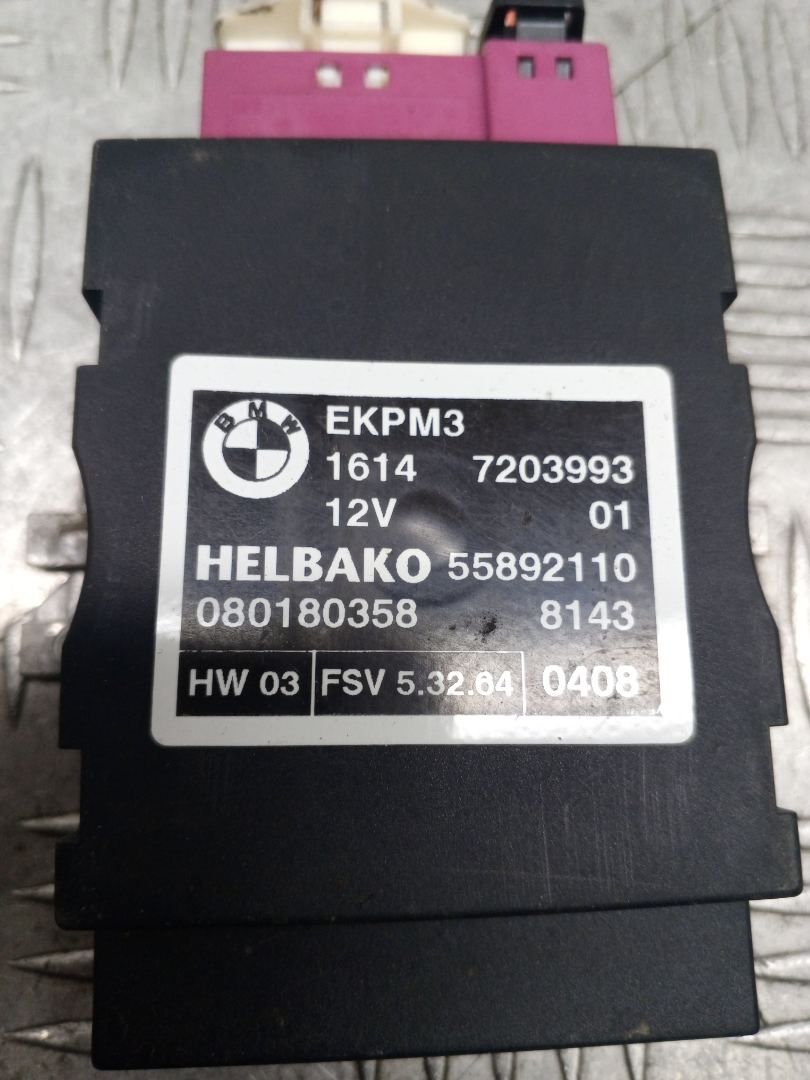 BMW
EKPM3
1614 7203993
12V 01
HELBAKO 55892110
080180358 8143
HW 03 FSV 5.32.64 0408